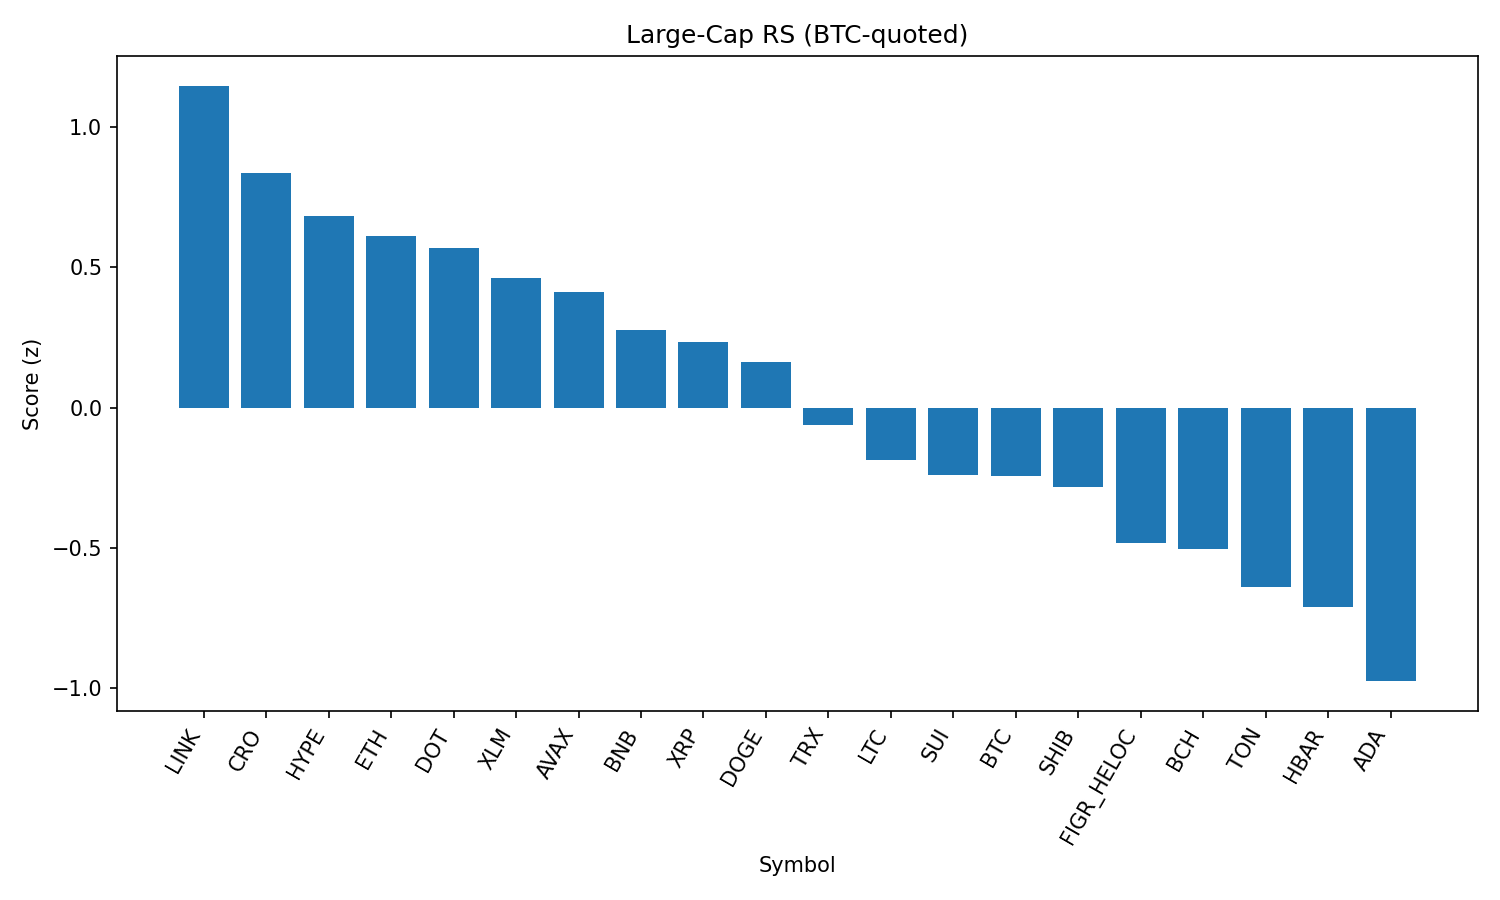 Large-Cap RS (BTC-quoted)
Score (z)
1.0
0.5
0.0
−0.5
−1.0
LINK
CRO
HYPE
ETH
DOT
XLM
AVAX
BNB
XRP
DOGE
TRX
LTC
SUI
BTC
SHIB
FIGR_HELOC
BCH
TON
HBAR
ADA
Symbol